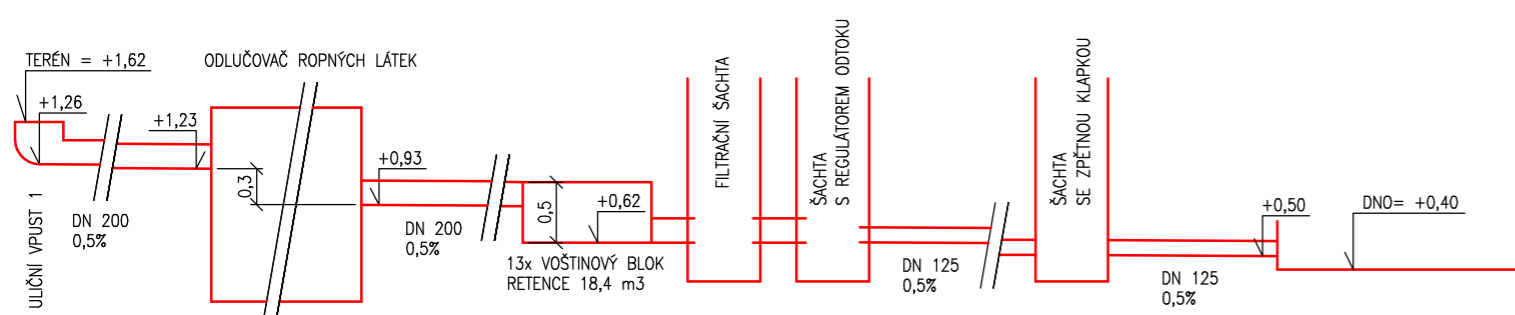 TERÉN = +1,62
+1,26
+1,23
ULIČNÍ VPUST 1
DN 200
0,5%
ODLUČOVAČ ROPNÝCH LÁTEK
0,3
+0,93
DN 200
0,5%
0,5
+0,62
13x VOŠTINOVÝ BLOK
RETENCE 18,4 m3
FILTRAČNÍ ŠACHTA
ŠACHTA
S REGULÁTOREM ODTOKU
DN 125
0,5%
ŠACHTA
SE ZPĚTNOU KLAPKOU
DN 125
0,5%
+0,50
DNO= +0,40